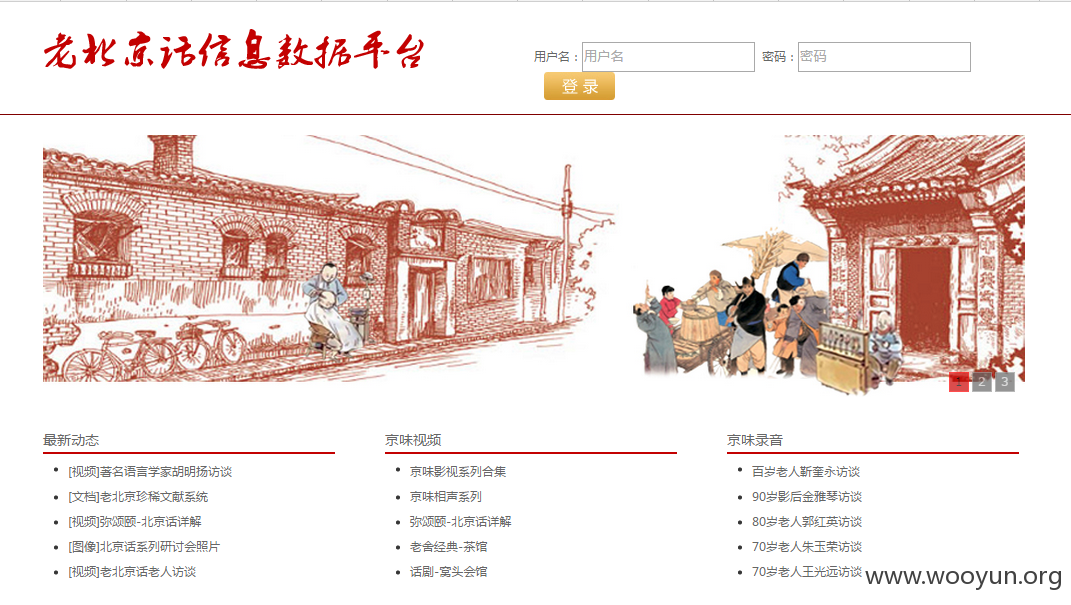 老北京话信息数据平台
用户名：用户名 密码：密码
登 录
1 2 3
最新动态
[视频]著名语言学家胡明扬访谈
[文档]老北京珍稀文献系统
[视频]弥颂颐-北京话详解
[图像]北京话系列研讨会照片
[视频]老北京话老人访谈
京味视频
京味影视系列合集
京味相声系列
弥颂颐-北京话详解
老舍经典-茶馆
话剧-窝头会馆
京味录音
百岁老人靳奎永访谈
90岁影后金雅琴访谈
80岁老人郭红英访谈
70岁老人朱玉荣访谈
70岁老人王光远访谈
www.wooyun.org